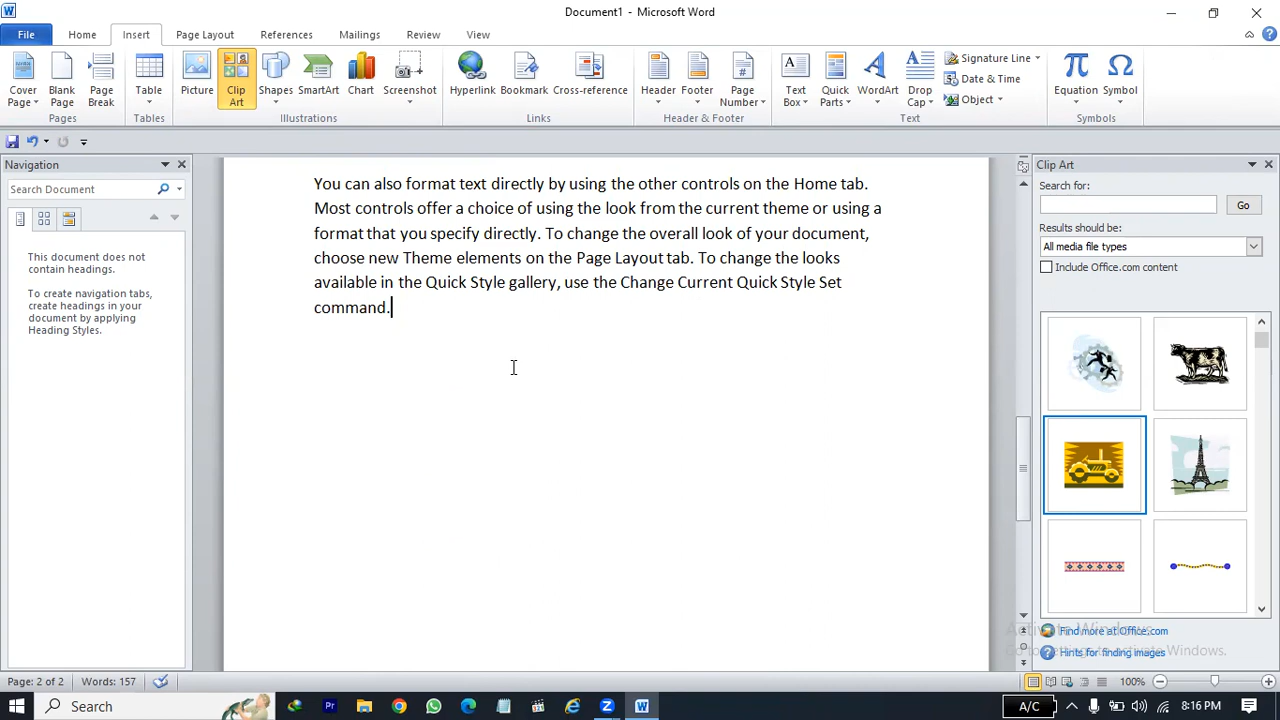 Document1 - Microsoft Word
File Home Insert Page Layout References Mailings Review View
Cover Page
Blank Page
Page Break
Table
Picture
Clip Art
Shapes
SmartArt
Chart
Screenshot
Hyperlink
Bookmark
Cross-reference
Header
Footer
Page Number
Text Box
Quick Parts
WordArt
Drop Cap
Signature Line
Date & Time
Object
Equation
Symbol
Pages Tables Illustrations Links Header & Footer Text Symbols
Navigation
Search Document
This document does
not contain headings.
To create navigation tabs,
create headings in your
document by applying
Heading Styles.
You can also format text directly by using the other controls on the Home tab.
Most controls offer a choice of using the look from the current theme or using a
format that you specify directly. To change the overall look of your document,
choose new Theme elements on the Page Layout tab. To change the looks
available in the Quick Style gallery, use the Change Current Quick Style Set
command.
Clip Art
Search for:
Go
Results should be:
All media file types
Include Office.com content
Find more at Office.com
Hints for finding images
Activate Windows
Go to Settings to activate Windows.
Page: 2 of 2 Words: 157 100%
Search A/C 8:16 PM